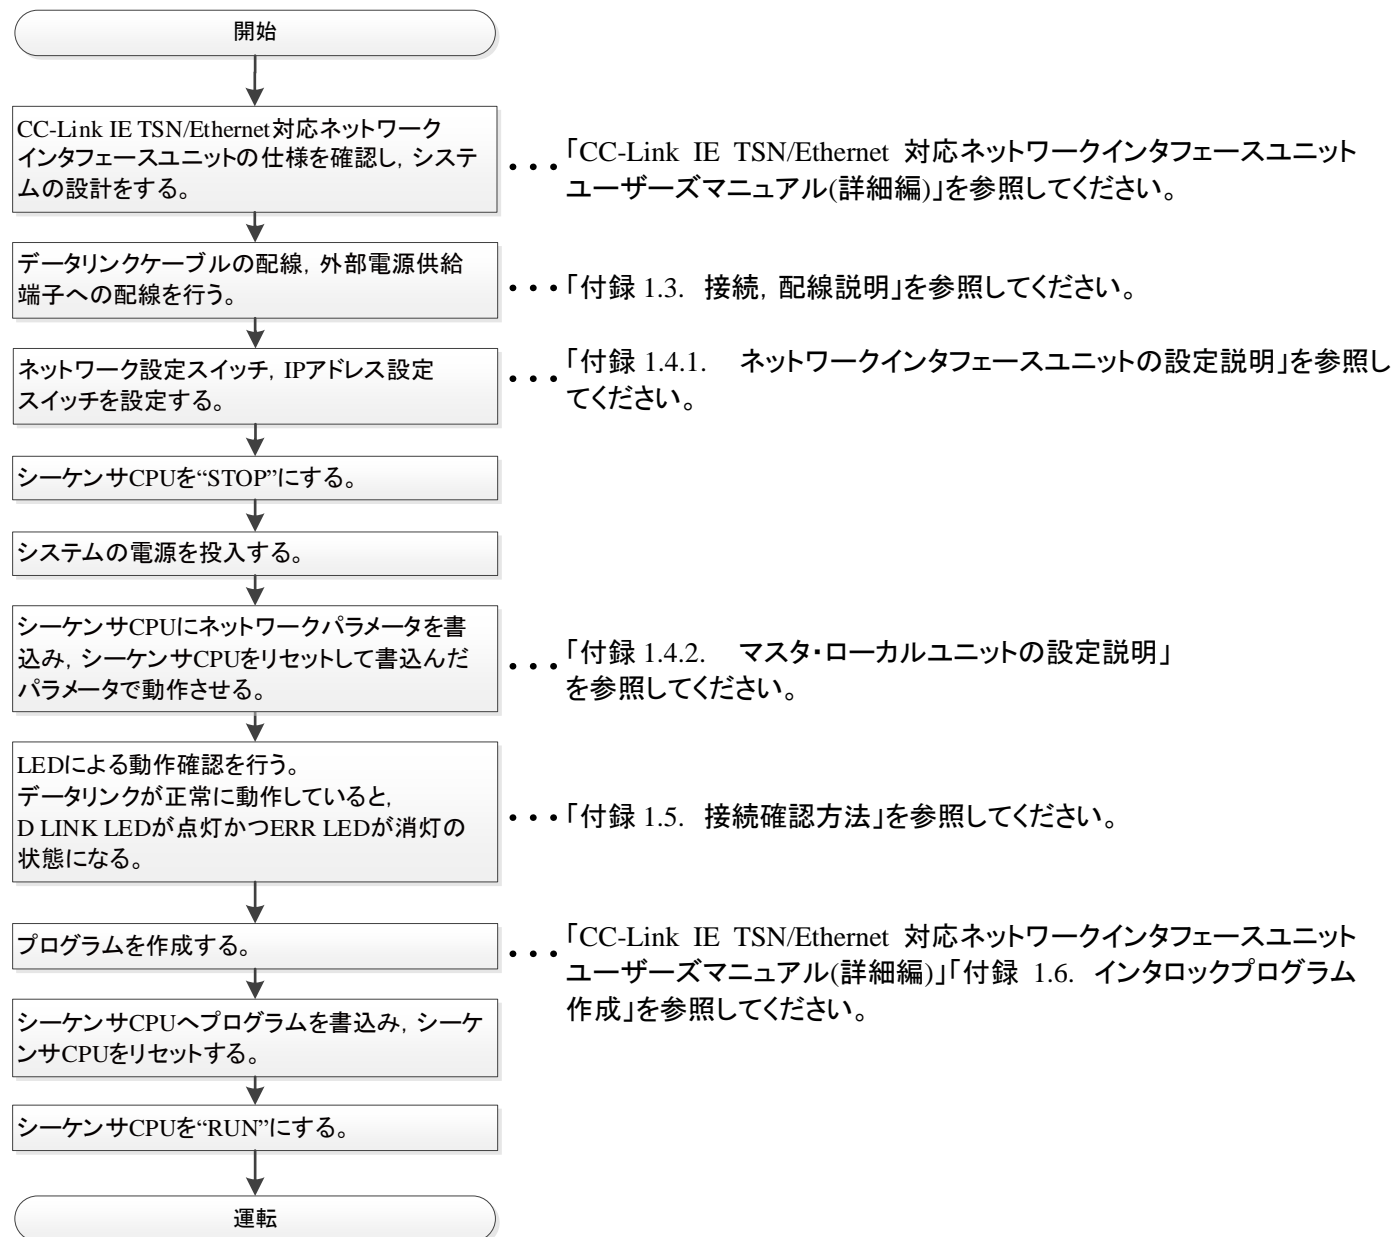 開始
CC-Link IE TSN/Ethernet対応ネットワーク
インタフェースユニットの仕様を確認し，システ
ムの設計をする。
・・・「CC-Link IE TSN/Ethernet 対応ネットワークインタフェースユニット
ユーザーズマニュアル(詳細編)」を参照してください。
データリンクケーブルの配線，外部電源供給
端子への配線を行う。
・・・「付録 1.3. 接続，配線説明」を参照してください。
ネットワーク設定スイッチ，IPアドレス設定
スイッチを設定する。
・・・「付録 1.4.1. ネットワークインタフェースユニットの設定説明」を参照し
てください。
シーケンサCPUを“STOP”にする。
システムの電源を投入する。
シーケンサCPUにネットワークパラメータを書
込み，シーケンサCPUをリセットして書込んだ
パラメータで動作させる。
・・・「付録 1.4.2. マスタ・ローカルユニットの設定説明」
を参照してください。
LEDによる動作確認を行う。
データリンクが正常に動作していると，
D LINK LEDが点灯かつERR LEDが消灯の
状態になる。
・・・「付録 1.5. 接続確認方法」を参照してください。
プログラムを作成する。
・・・「CC-Link IE TSN/Ethernet 対応ネットワークインタフェースユニット
ユーザーズマニュアル(詳細編)」「付録 1.6. インタロックプログラム
作成」を参照してください。
シーケンサCPUへプログラムを書込み，シーケ
ンサCPUをリセットする。
シーケンサCPUを“RUN”にする。
運転